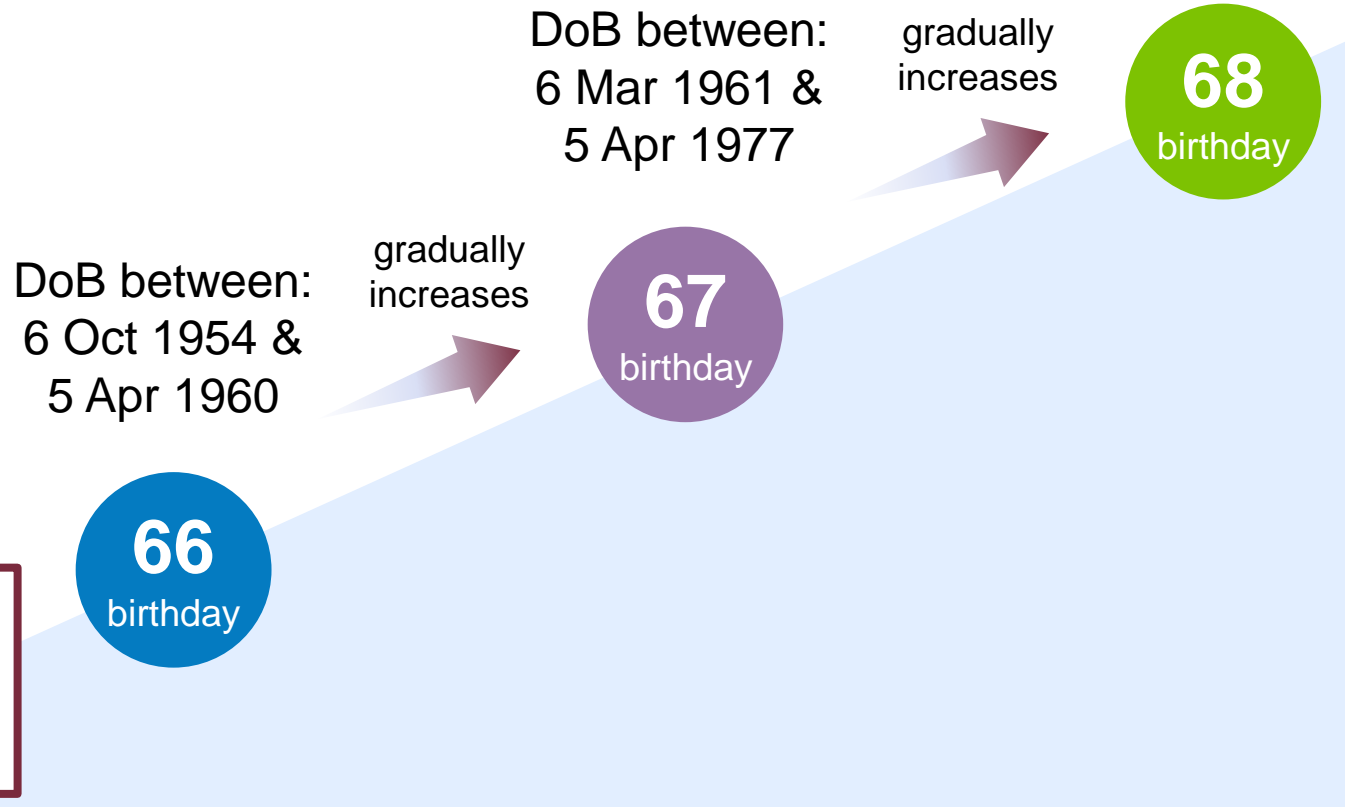 DoB between:
6 Mar 1961 &
5 Apr 1977
gradually
increases
68
birthday
DoB between:
6 Oct 1954 &
5 Apr 1960
gradually
increases
67
birthday
66
birthday